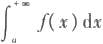 ∫_a^{+∞} f(x) dx